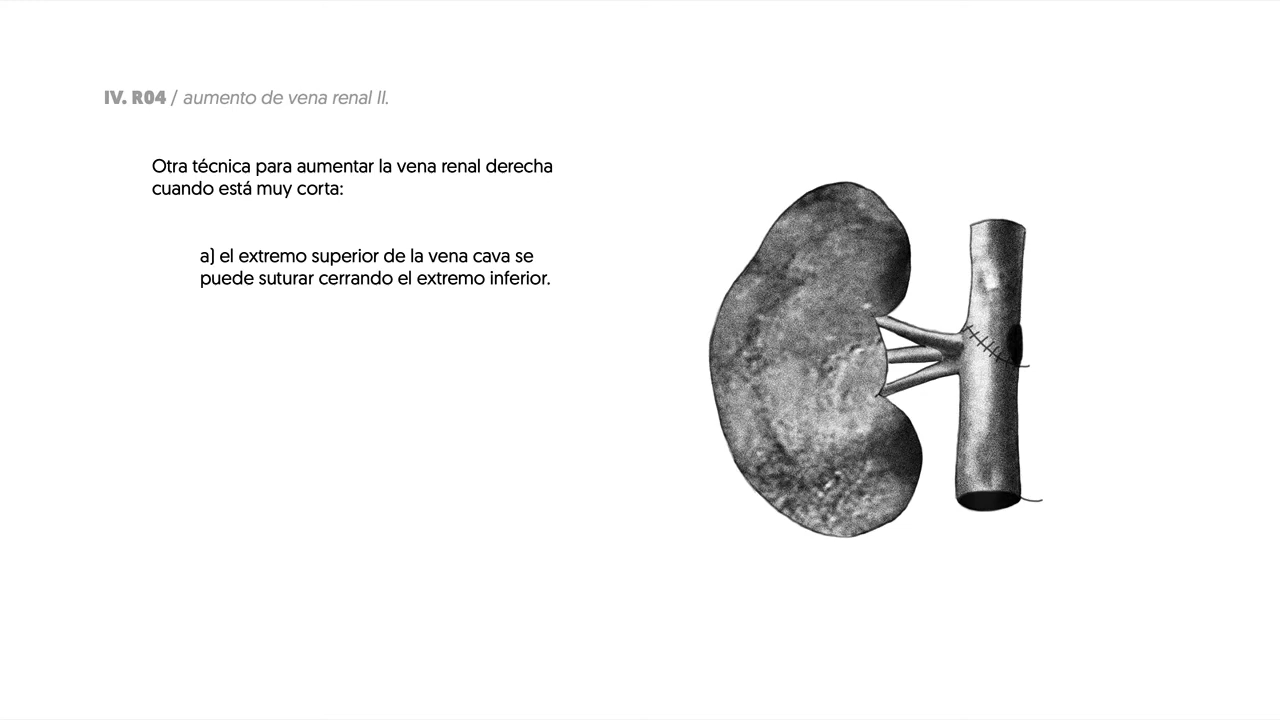 IV. R04 / aumento de vena renal II.
Otra técnica para aumentar la vena renal derecha
cuando está muy corta:
a) el extremo superior de la vena cava se
puede suturar cerrando el extremo inferior.